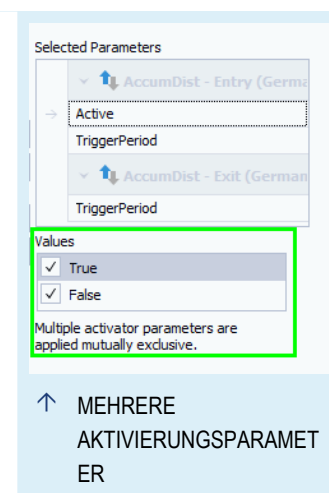 Selected Parameters
AccumDist - Entry (Germa
Active
TriggerPeriod
AccumDist - Exit (German
TriggerPeriod
Values
True
False
Multiple activator parameters are
applied mutually exclusive.
↑ MEHRERE
AKTIVIERUNGSPARAMET
ER